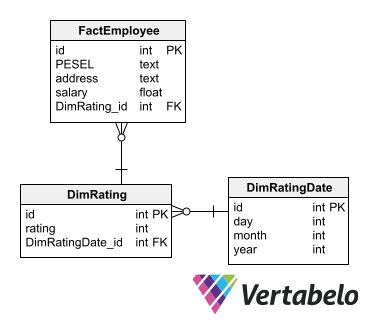 FactEmployee
id int PK
PESEL text
address text
salary float
DimRating_id int FK
DimRating
id int PK
rating int
DimRatingDate_id int FK
DimRatingDate
id int PK
day int
month int
year int
Vertabelo